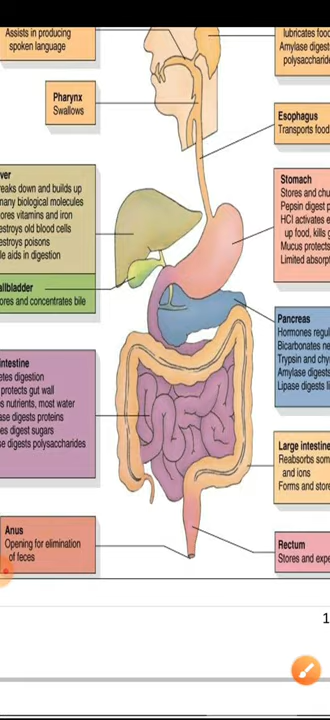 Assists in producing
spoken language
lubricates food
Amylase digests
polysaccharide
Pharynx
Swallows
Esophagus
Transports food
ver
reaks down and builds up
many biological molecules
ores vitamins and iron
estroys old blood cells
estroys poisons
le aids in digestion
Stomach
Stores and chu
Pepsin digest p
HCl activates e
up food, kills g
Mucus protects
Limited absorpt
allbladder
ores and concentrates bile
Pancreas
Hormones regul
Bicarbonates ne
Trypsin and chy
Amylase digests
Lipase digests li
intestine
etes digestion
protects gut wall
s nutrients, most water
ase digests proteins
es digest sugars
se digests polysaccharides
Large intestine
Reabsorbs som
and ions
Forms and store
Anus
Opening for elimination
of feces
Rectum
Stores and expe
1